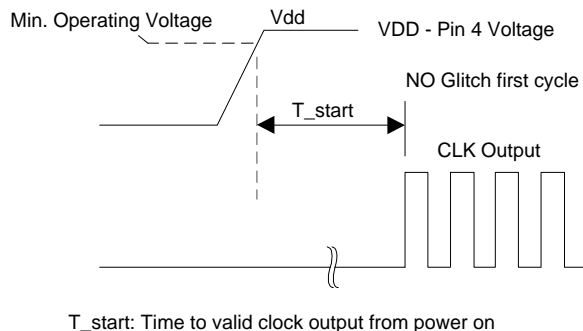 Min. Operating Voltage
Vdd
VDD - Pin 4 Voltage
NO Glitch first cycle
T_start
CLK Output
T_start: Time to valid clock output from power on